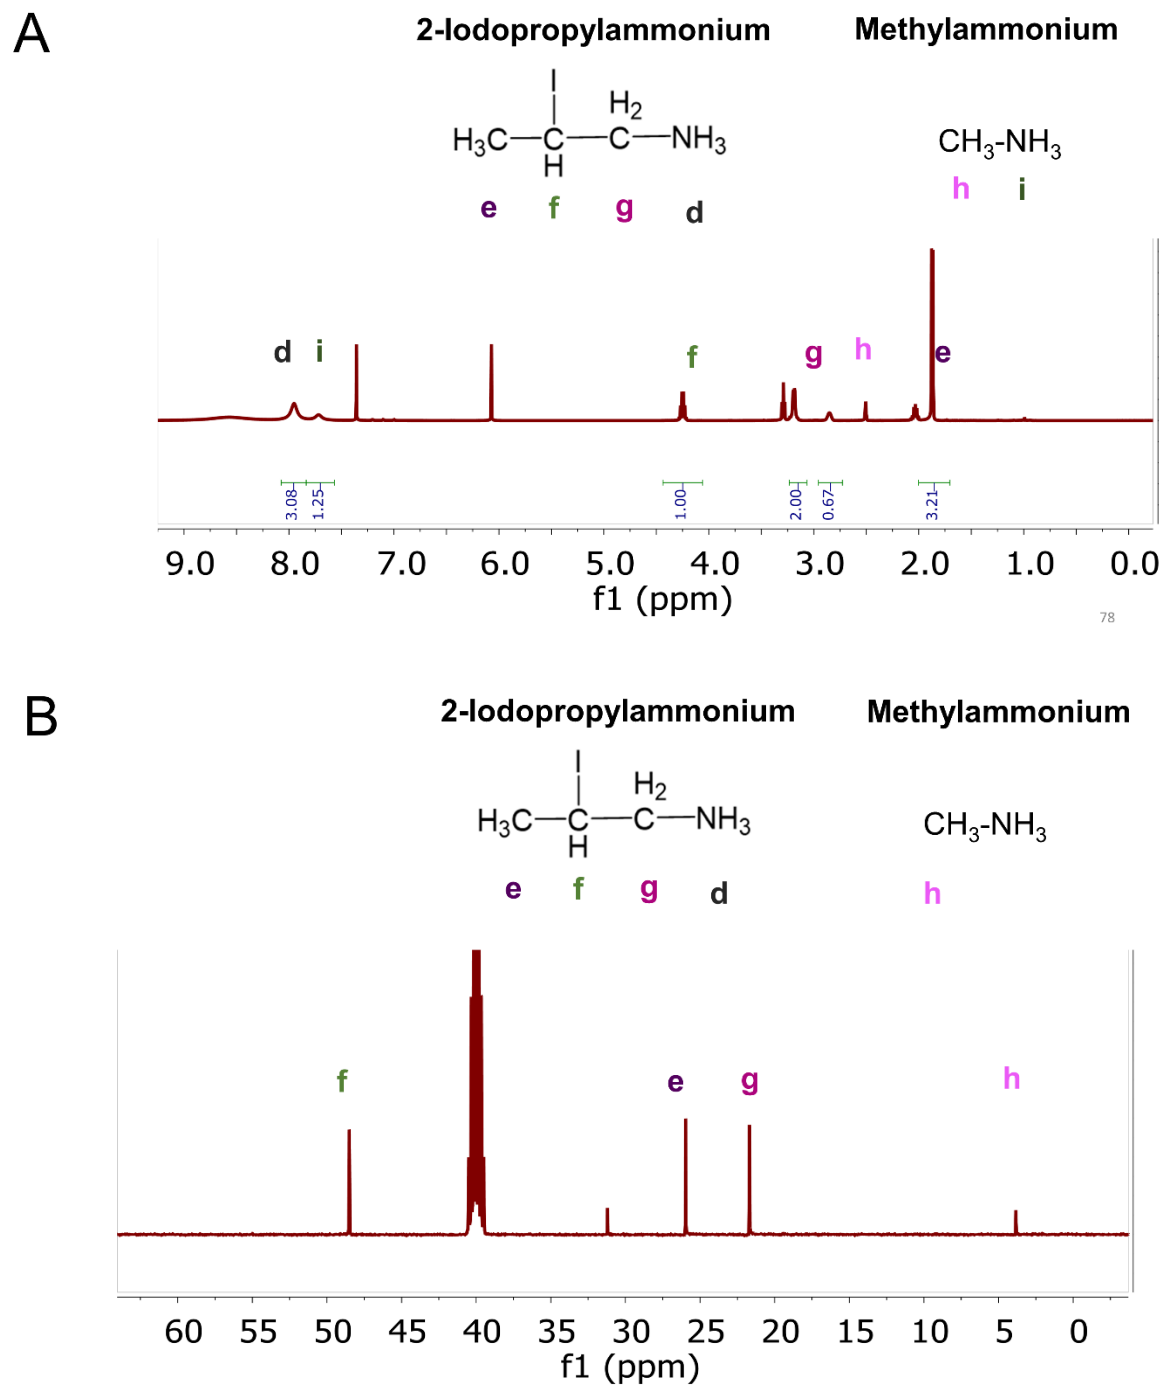 A
2-Iodopropylammonium Methylammonium
I
H2
H3C C C NH3 CH3-NH3
H
e f g d h i
d i f g h e
3.08 1.25 1.00 2.00 0.67 3.21
9.0 8.0 7.0 6.0 5.0 4.0 3.0 2.0 1.0 0.0
f1 (ppm)
78
B
2-Iodopropylammonium Methylammonium
I
H2
H3C C C NH3 CH3-NH3
H
e f g d h
f e g h
60 55 50 45 40 35 30 25 20 15 10 5 0
f1 (ppm)